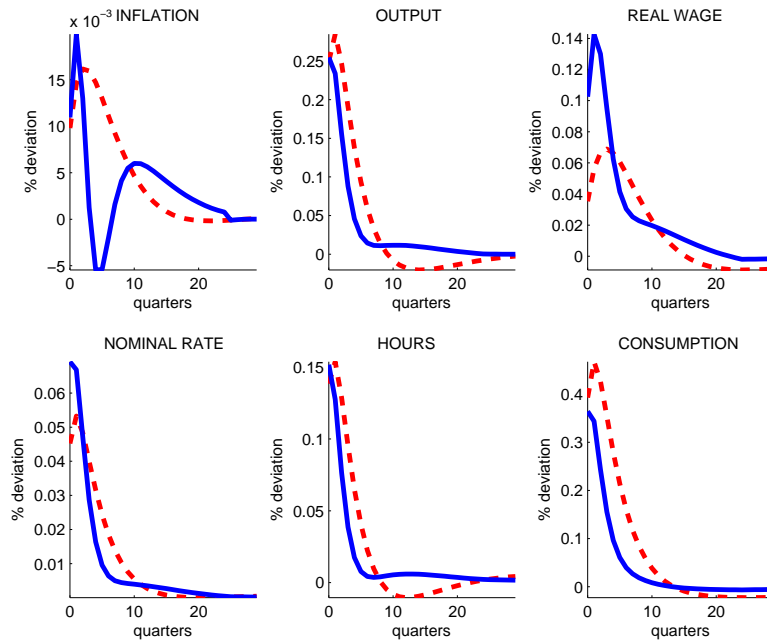 x 10⁻³ INFLATION
% deviation
15
10
5
0
−5
0
10
20
quarters
OUTPUT
% deviation
0.25
0.2
0.15
0.1
0.05
0
0
10
20
quarters
REAL WAGE
% deviation
0.14
0.12
0.1
0.08
0.06
0.04
0.02
0
0
10
20
quarters
NOMINAL RATE
% deviation
0.06
0.05
0.04
0.03
0.02
0.01
0
10
20
quarters
HOURS
% deviation
0.15
0.1
0.05
0
0
10
20
quarters
CONSUMPTION
% deviation
0.4
0.3
0.2
0.1
0
0
10
20
quarters